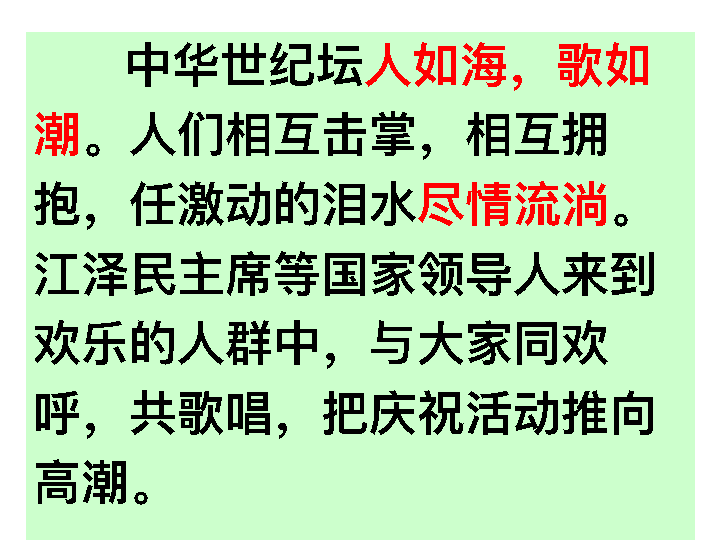 中华世纪坛人如海，歌如
潮。人们相互击掌，相互拥
抱，任激动的泪水尽情流淌。
江泽民主席等国家领导人来到
欢乐的人群中，与大家同欢
呼，共歌唱，把庆祝活动推向
高潮。